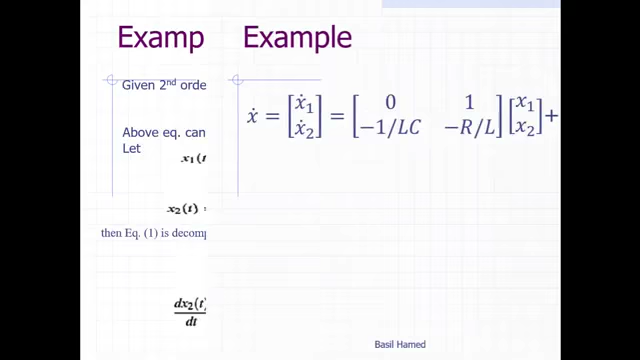 Examp
Given 2nd orde
Above eq. can
Let
x₁(t
x₂(t) =
then Eq. (1) is decomp
dx₂(t)/dt
Example
ẋ = [ẋ₁; ẋ₂] = [0 1; −1/LC −R/L] [x₁; x₂] +
Basil Hamed